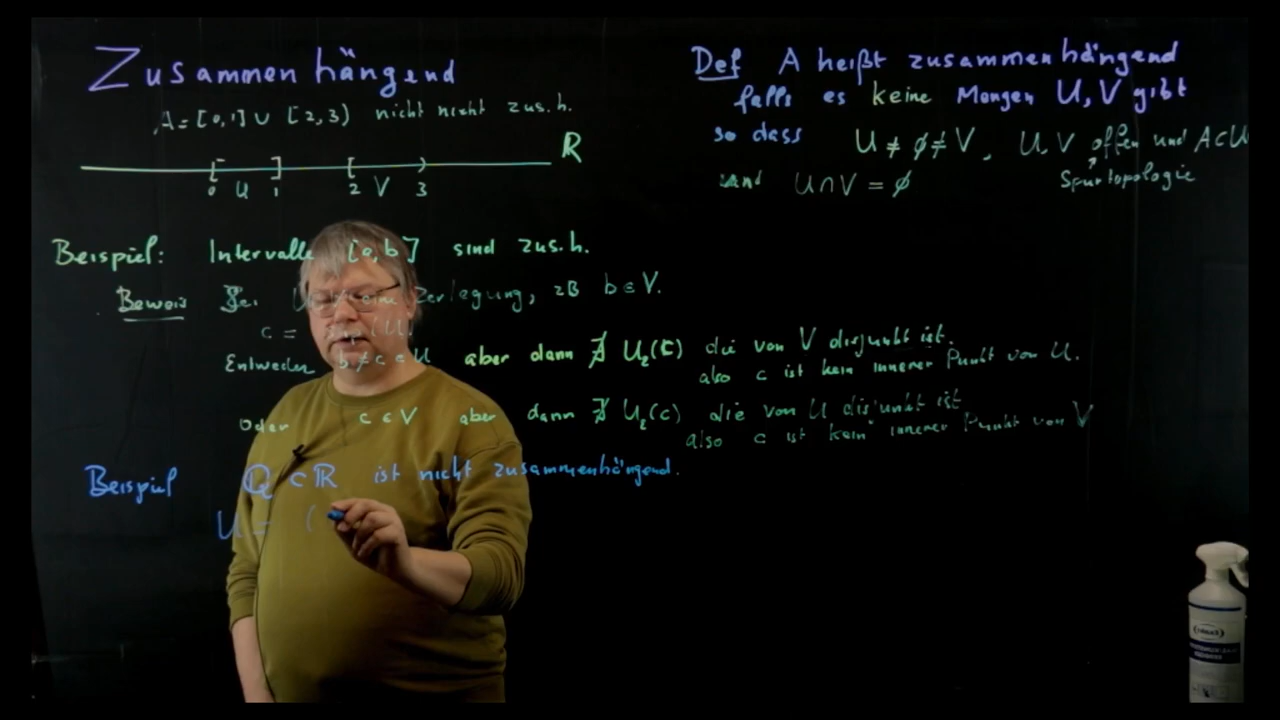 Zusammenhängend
A = [0,1] ∪ [2,3) nicht nicht zus.h.
ℝ
0 U 1 2 V 3
Def A heißt zusammenhängend
falls es keine Mengen U, V gibt
so dass U ≠ ∅ ≠ V, U, V offen und A ⊂ U
Spurtopologie
und U ∩ V = ∅
Beispiel: Intervalle [a,b] sind zus.h.
Beweis Sei U Zerlegung, zB b ∈ V.
c =
Entweder b ≠ c ∈ U aber dann ∄ U_ε(c) die von V disjunkt ist.
also c ist kein innerer Punkt von U.
Oder c ∈ V aber dann ∄ U_ε(c) die von U disjunkt ist
also c ist kein innerer Punkt von V
Beispiel ℚ ⊂ ℝ ist nicht zusammenhängend.
U = (